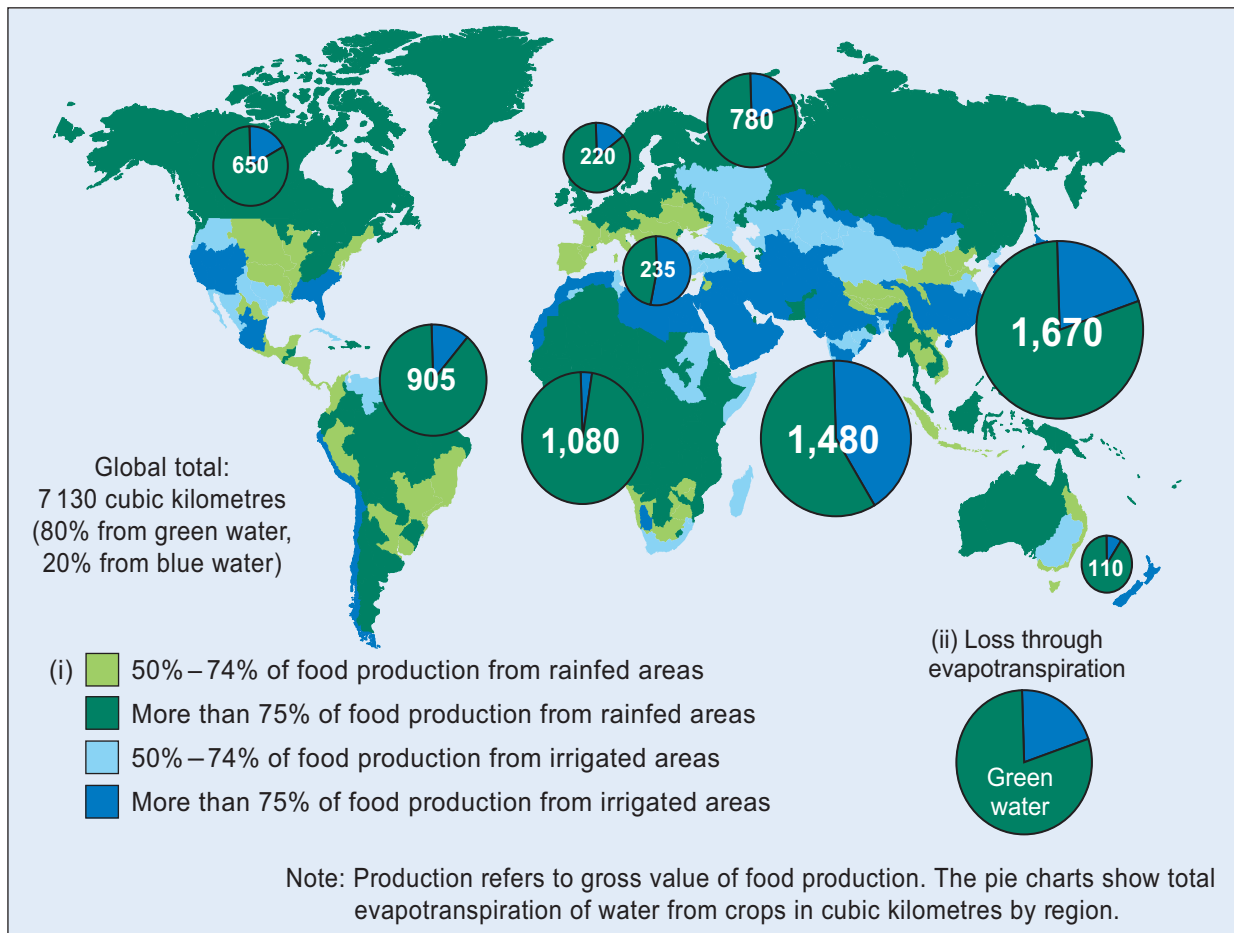 650
220
780
235
1,670
905
1,080
1,480
110
Global total:
7 130 cubic kilometres
(80% from green water,
20% from blue water)
(i)
50%–74% of food production from rainfed areas
More than 75% of food production from rainfed areas
50%–74% of food production from irrigated areas
More than 75% of food production from irrigated areas
(ii) Loss through
evapotranspiration
Green
water
Note: Production refers to gross value of food production. The pie charts show total
evapotranspiration of water from crops in cubic kilometres by region.